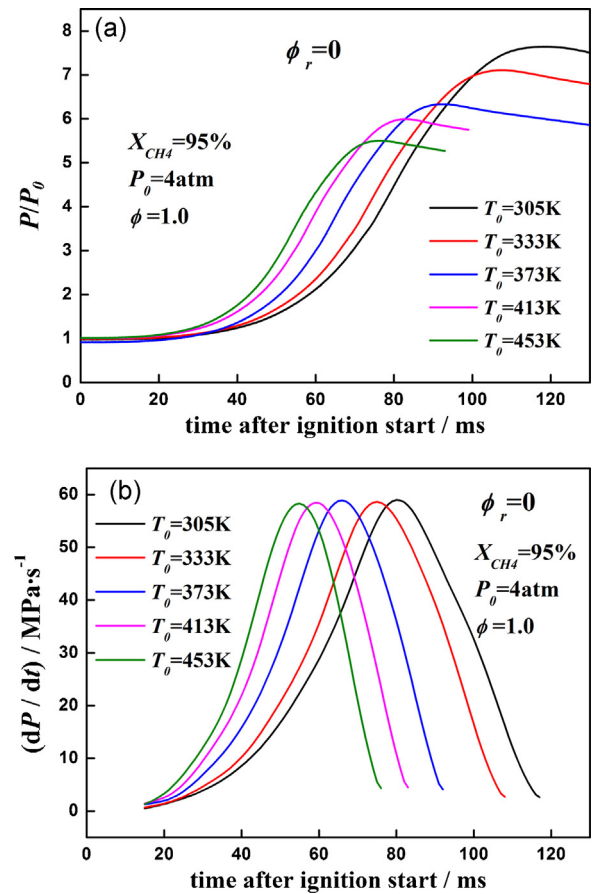 (a)
ϕr=0
XCH4=95%
P0=4atm
ϕ=1.0
T0=305K
T0=333K
T0=373K
T0=413K
T0=453K
P/P0
8
7
6
5
4
3
2
1
0
0 20 40 60 80 100 120
time after ignition start / ms
(b)
T0=305K
T0=333K
T0=373K
T0=413K
T0=453K
ϕr=0
XCH4=95%
P0=4atm
ϕ=1.0
(dP / dt) / MPa·s⁻¹
60
50
40
30
20
10
0
0 20 40 60 80 100 120
time after ignition start / ms